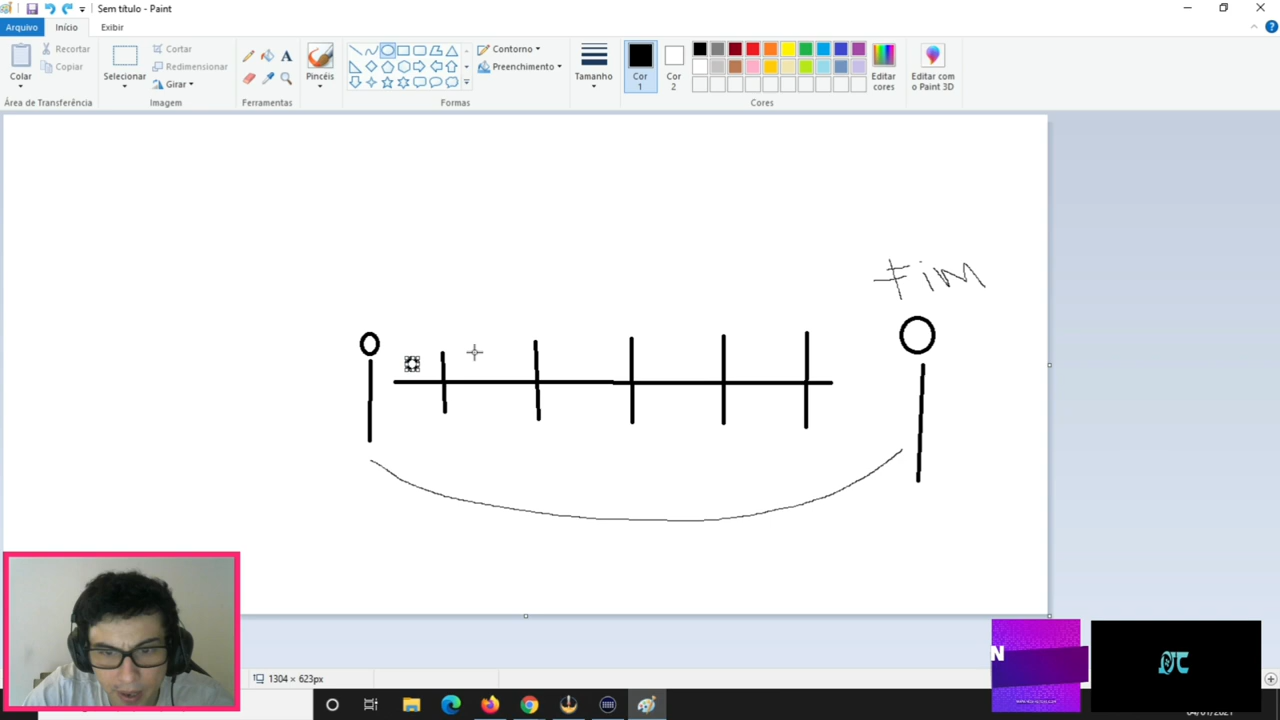 Sem título - Paint
Arquivo Início Exibir
Colar
Recortar
Copiar
Área de Transferência
Selecionar
Cortar
Redimensionar
Girar
Imagem
Ferramentas
Pincéis
Contorno
Preenchimento
Formas
Tamanho
Cor 1
Cor 2
Editar cores
Cores
Editar com o Paint 3D
Fim
1304 × 623px
N